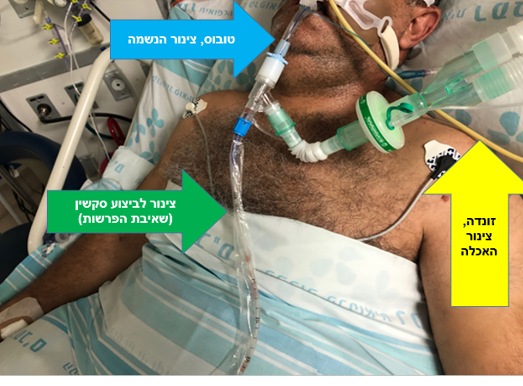 טובוס, צינור הנשמה
צינור לביצוע סקשין
(שאיבת הפרשות)
זונדה,
צינור
האכלה